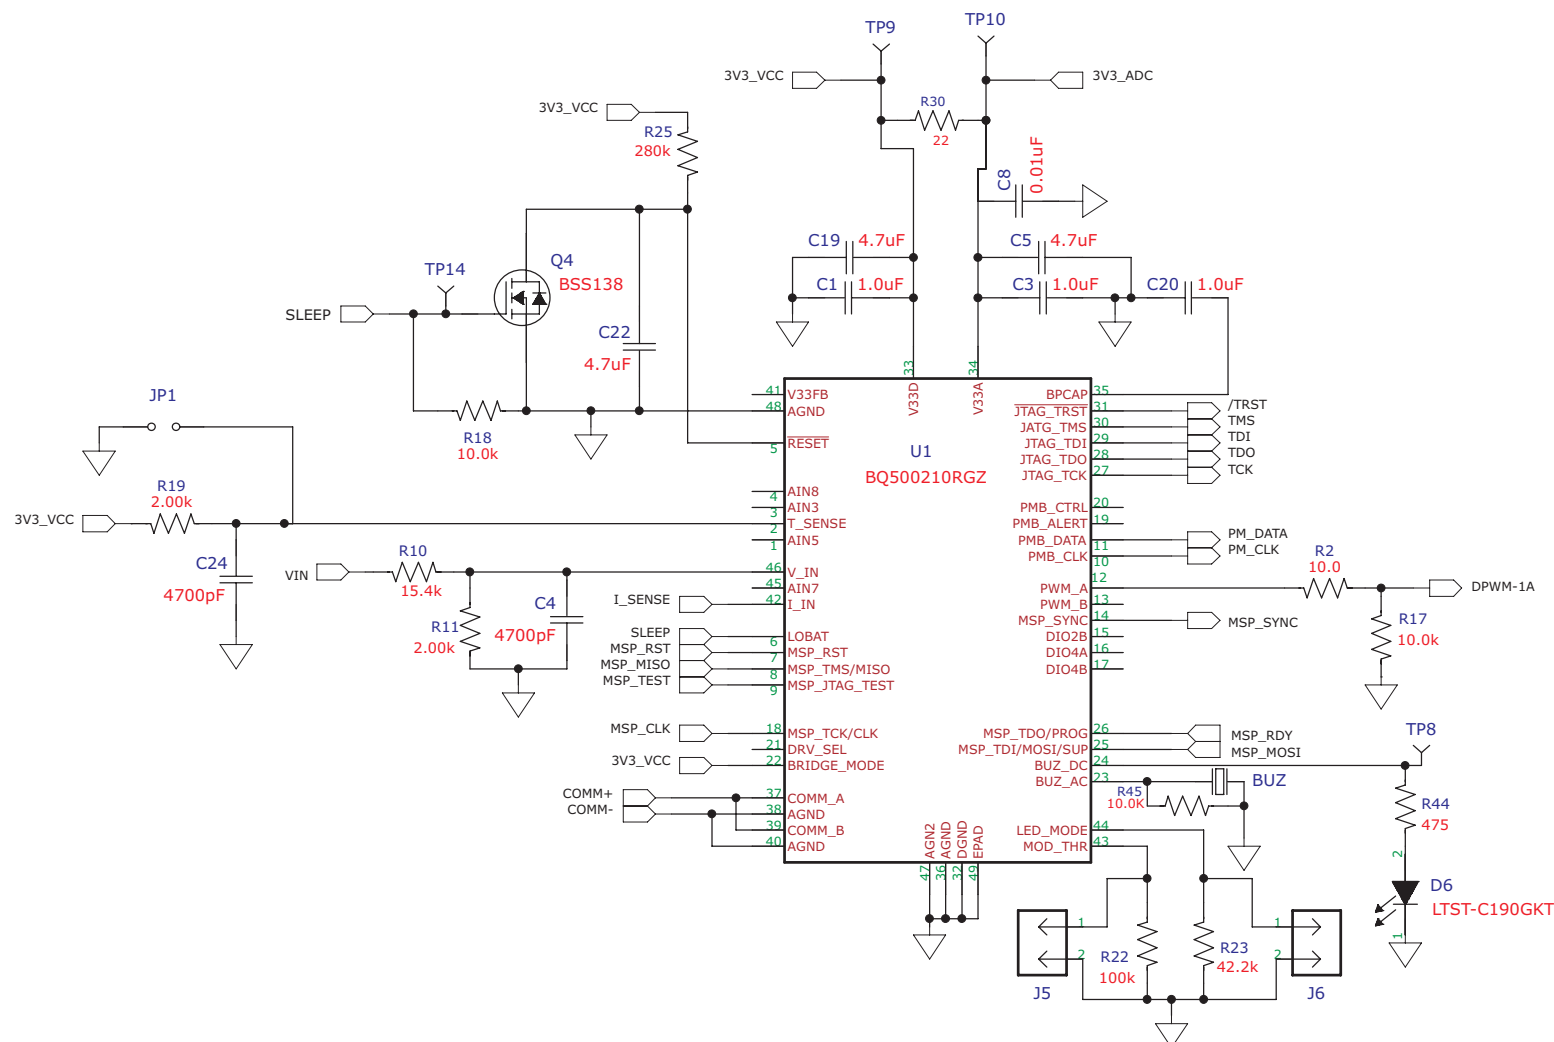 TP9
TP10
3V3_VCC
3V3_ADC
R30
22
3V3_VCC
R25
280k
C8
0.01uF
C19
4.7uF
C5
4.7uF
C1
1.0uF
C3
1.0uF
C20
1.0uF
TP14
Q4
BSS138
SLEEP
C22
4.7uF
R18
10.0k
JP1
R19
2.00k
3V3_VCC
C24
4700pF
VIN
R10
15.4k
R11
2.00k
C4
4700pF
I_SENSE
SLEEP
MSP_RST
MSP_MISO
MSP_TEST
MSP_CLK
3V3_VCC
COMM+
COMM-
U1
BQ500210RGZ
33
V33D
34
V33A
41
V33FB
48
AGND
5
RESET
4
AIN8
3
AIN3
2
T_SENSE
1
AIN5
46
V_IN
45
AIN7
42
I_IN
6
LOBAT
7
MSP_RST
8
MSP_TMS/MISO
9
MSP_JTAG_TEST
18
MSP_TCK/CLK
21
DRV_SEL
22
BRIDGE_MODE
37
COMM_A
38
AGND
39
COMM_B
40
AGND
47
AGN2
36
AGND
32
DGND
49
EPAD
BPCAP
35
JTAG_TRST
31
/TRST
JATG_TMS
30
TMS
JTAG_TDI
29
TDI
JTAG_TDO
28
TDO
JTAG_TCK
27
TCK
PMB_CTRL
20
PMB_ALERT
19
PMB_DATA
11
PM_DATA
PMB_CLK
10
PM_CLK
PWM_A
12
R2
10.0
DPWM-1A
R17
10.0k
PWM_B
13
MSP_SYNC
14
MSP_SYNC
DIO2B
15
DIO4A
16
DIO4B
17
MSP_TDO/PROG
26
MSP_RDY
MSP_TDI/MOSI/SUP
25
MSP_MOSI
BUZ_DC
24
TP8
BUZ_AC
23
BUZ
R45
10.0K
R44
475
2
D6
LTST-C190GKT
1
LED_MODE
44
MOD_THR
43
1
2
J5
R22
100k
R23
42.2k
1
2
J6